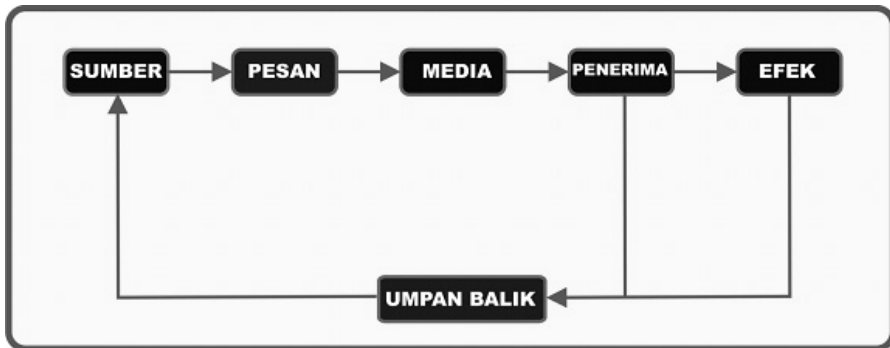 SUMBER
PESAN
MEDIA
PENERIMA
EFEK
UMPAN BALIK